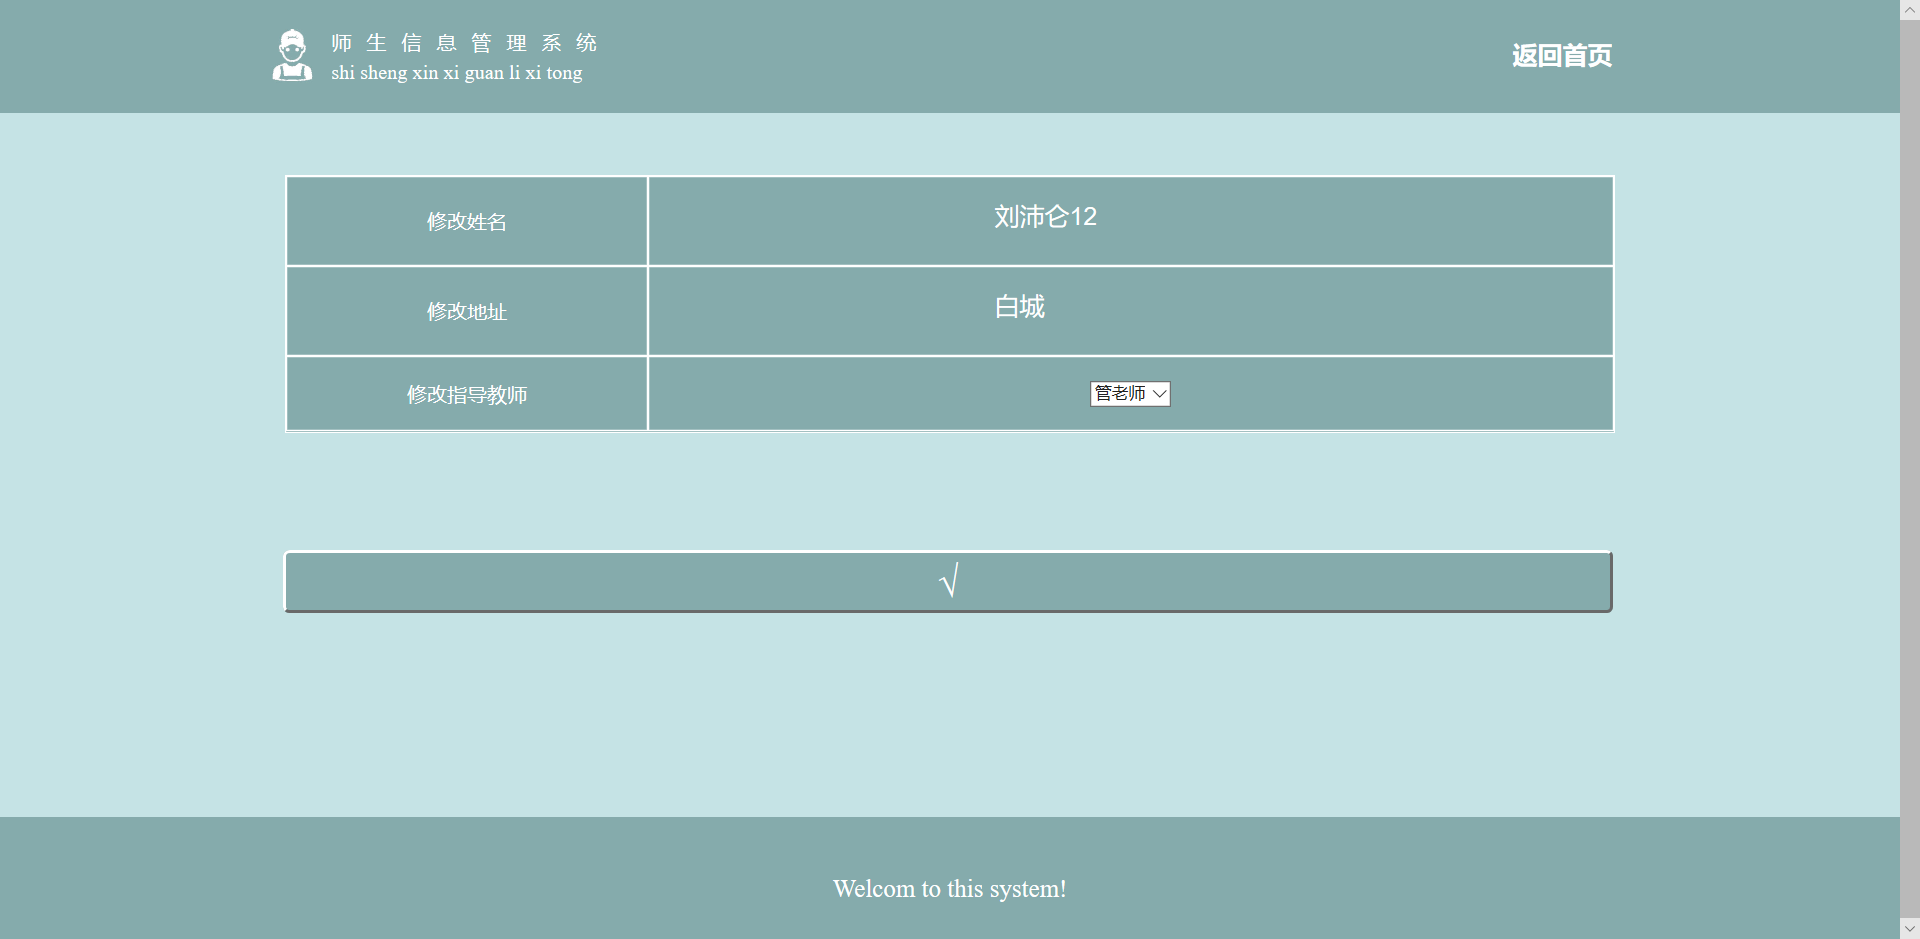 师生信息管理系统
shi sheng xin xi guan li xi tong
返回首页
修改姓名
刘沛仑12
修改地址
白城
修改指导教师
管老师
√
Welcom to this system!